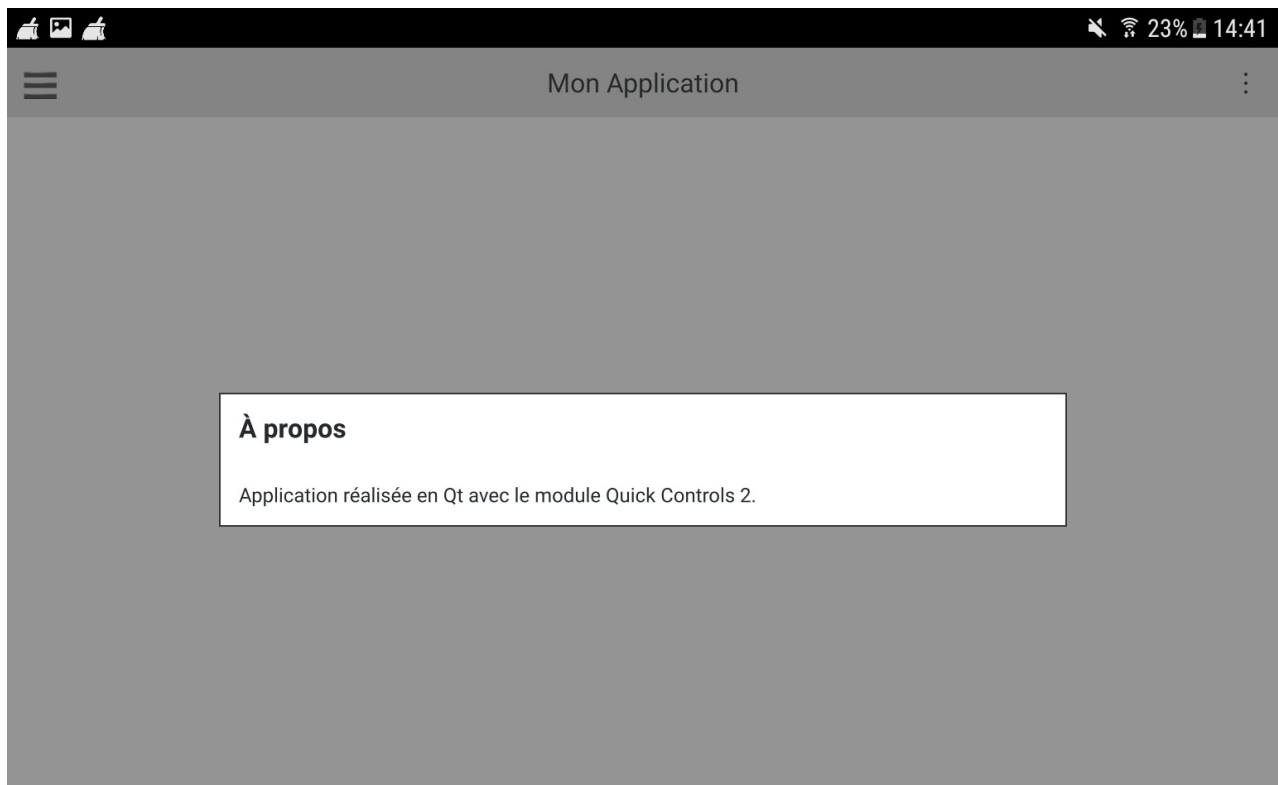 23% 14:41
Mon Application
À propos
Application réalisée en Qt avec le module Quick Controls 2.